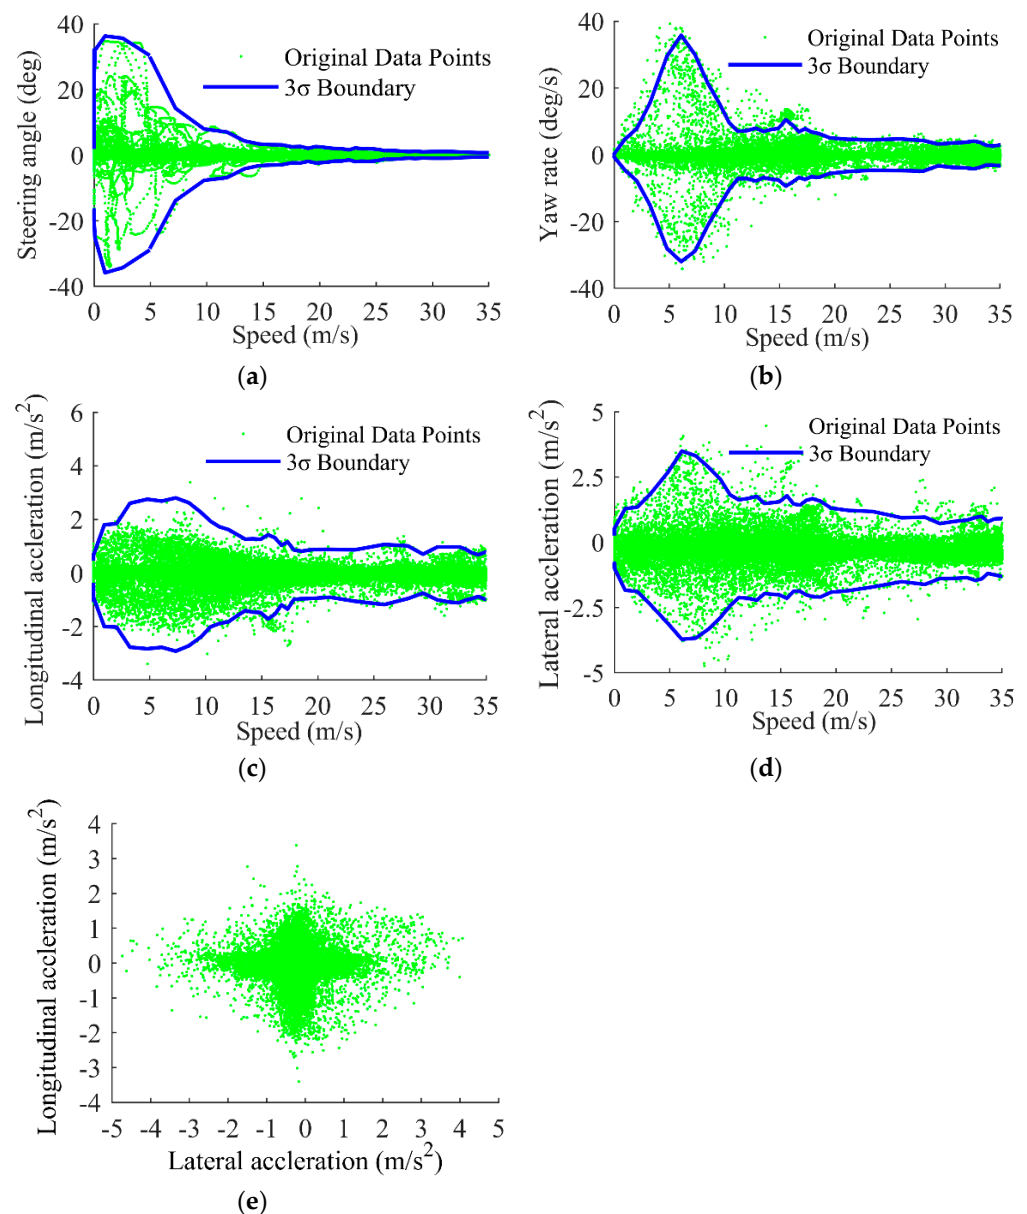 Steering angle (deg)
40
20
0
-20
-40
Original Data Points
3σ Boundary
0 5 10 15 20 25 30 35
Speed (m/s)
(a)
Yaw rate (deg/s)
40
20
0
-20
-40
Original Data Points
3σ Boundary
0 5 10 15 20 25 30 35
Speed (m/s)
(b)
Longitudinal accleration (m/s²)
6
4
2
0
-2
-4
Original Data Points
3σ Boundary
0 5 10 15 20 25 30 35
Speed (m/s)
(c)
Lateral accleration (m/s²)
5
2.5
0
-2.5
-5
Original Data Points
3σ Boundary
0 5 10 15 20 25 30 35
Speed (m/s)
(d)
Longitudinal accleration (m/s²)
4
3
2
1
0
-1
-2
-3
-4
-5 -4 -3 -2 -1 0 1 2 3 4 5
Lateral accleration (m/s²)
(e)